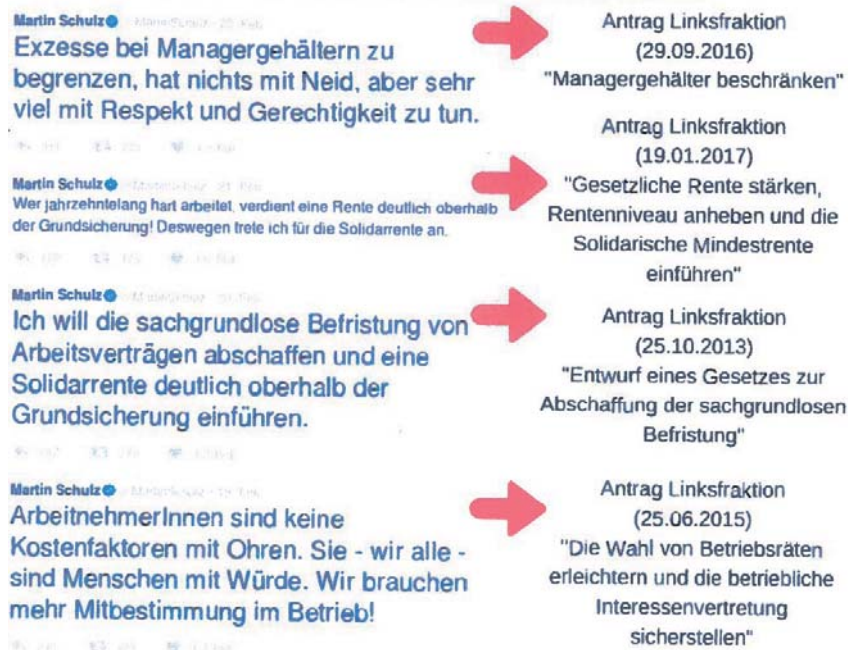 Martin Schulz
Exzesse bei Managergehältern zu
begrenzen, hat nichts mit Neid, aber sehr
viel mit Respekt und Gerechtigkeit zu tun.
Antrag Linksfraktion
(29.09.2016)
"Managergehälter beschränken"
Martin Schulz
Wer jahrzehntelang hart arbeitet, verdient eine Rente deutlich oberhalb
der Grundsicherung! Deswegen trete ich für die Solidarrente an.
Antrag Linksfraktion
(19.01.2017)
"Gesetzliche Rente stärken,
Rentenniveau anheben und die
Solidarische Mindestrente
einführen"
Martin Schulz
Ich will die sachgrundlose Befristung von
Arbeitsverträgen abschaffen und eine
Solidarrente deutlich oberhalb der
Grundsicherung einführen.
Antrag Linksfraktion
(25.10.2013)
"Entwurf eines Gesetzes zur
Abschaffung der sachgrundlosen
Befristung"
Martin Schulz
ArbeitnehmerInnen sind keine
Kostenfaktoren mit Ohren. Sie - wir alle -
sind Menschen mit Würde. Wir brauchen
mehr Mitbestimmung im Betrieb!
Antrag Linksfraktion
(25.06.2015)
"Die Wahl von Betriebsräten
erleichtern und die betriebliche
Interessenvertretung
sicherstellen"